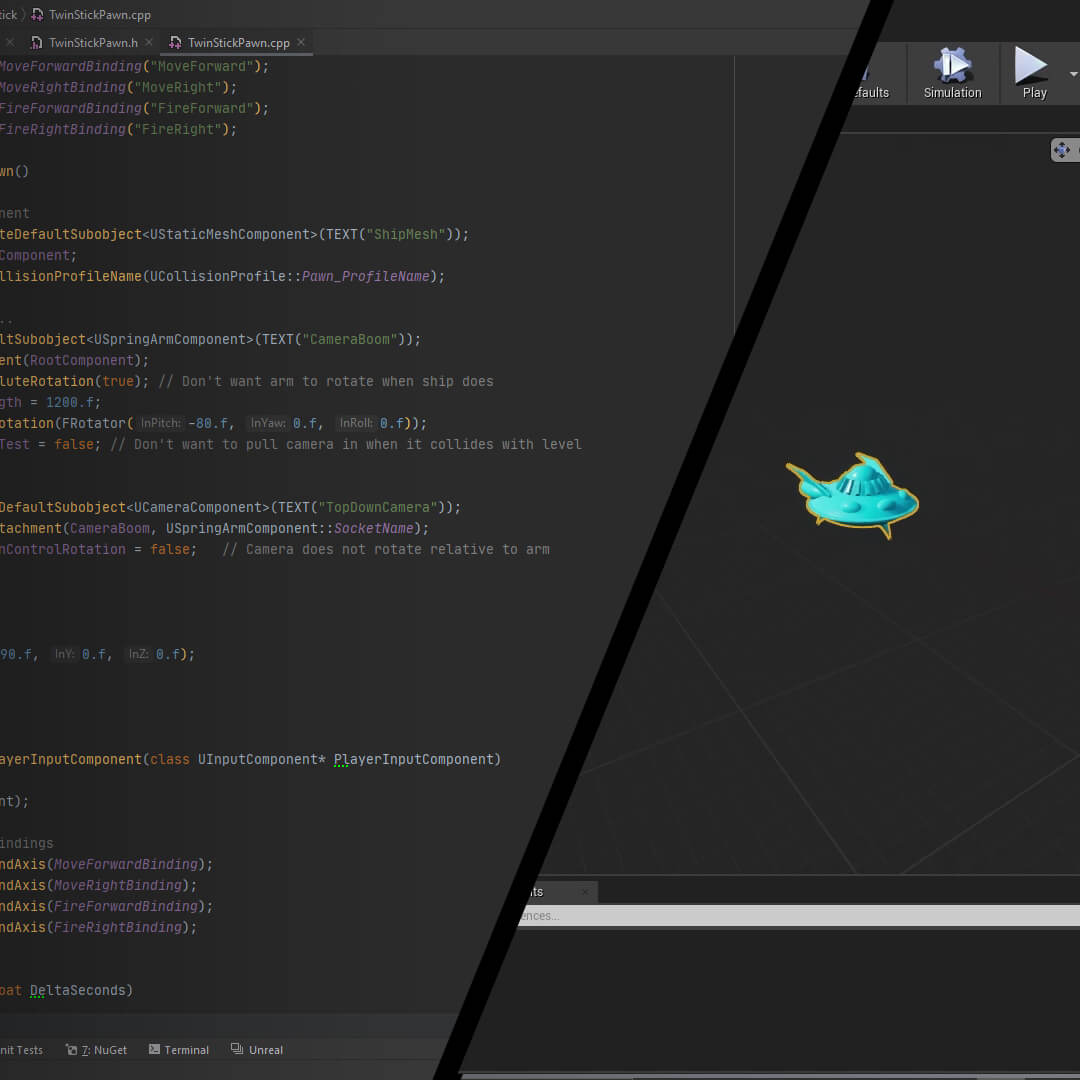 tick 〉 TwinStickPawn.cpp
TwinStickPawn.h × TwinStickPawn.cpp ×
MoveForwardBinding("MoveForward");
MoveRightBinding("MoveRight");
FireForwardBinding("FireForward");
FireRightBinding("FireRight");
wn()
nent
teDefaultSubobject<UStaticMeshComponent>(TEXT("ShipMesh"));
Component;
llisionProfileName(UCollisionProfile::Pawn_ProfileName);
..
ltSubobject<USpringArmComponent>(TEXT("CameraBoom"));
ent(RootComponent);
luteRotation(true); // Don't want arm to rotate when ship does
gth = 1200.f;
otation(FRotator( InPitch: -80.f, InYaw: 0.f, InRoll: 0.f));
Test = false; // Don't want to pull camera in when it collides with level
DefaultSubobject<UCameraComponent>(TEXT("TopDownCamera"));
tachment(CameraBoom, USpringArmComponent::SocketName);
nControlRotation = false;   // Camera does not rotate relative to arm
90.f, InY: 0.f, InZ: 0.f);
ayerInputComponent(class UInputComponent* PlayerInputComponent)
nt);
indings
ndAxis(MoveForwardBinding);
ndAxis(MoveRightBinding);
ndAxis(FireForwardBinding);
ndAxis(FireRightBinding);
oat DeltaSeconds)
nit Tests 7: NuGet Terminal Unreal
efaults Simulation Play
lts ×
ences...